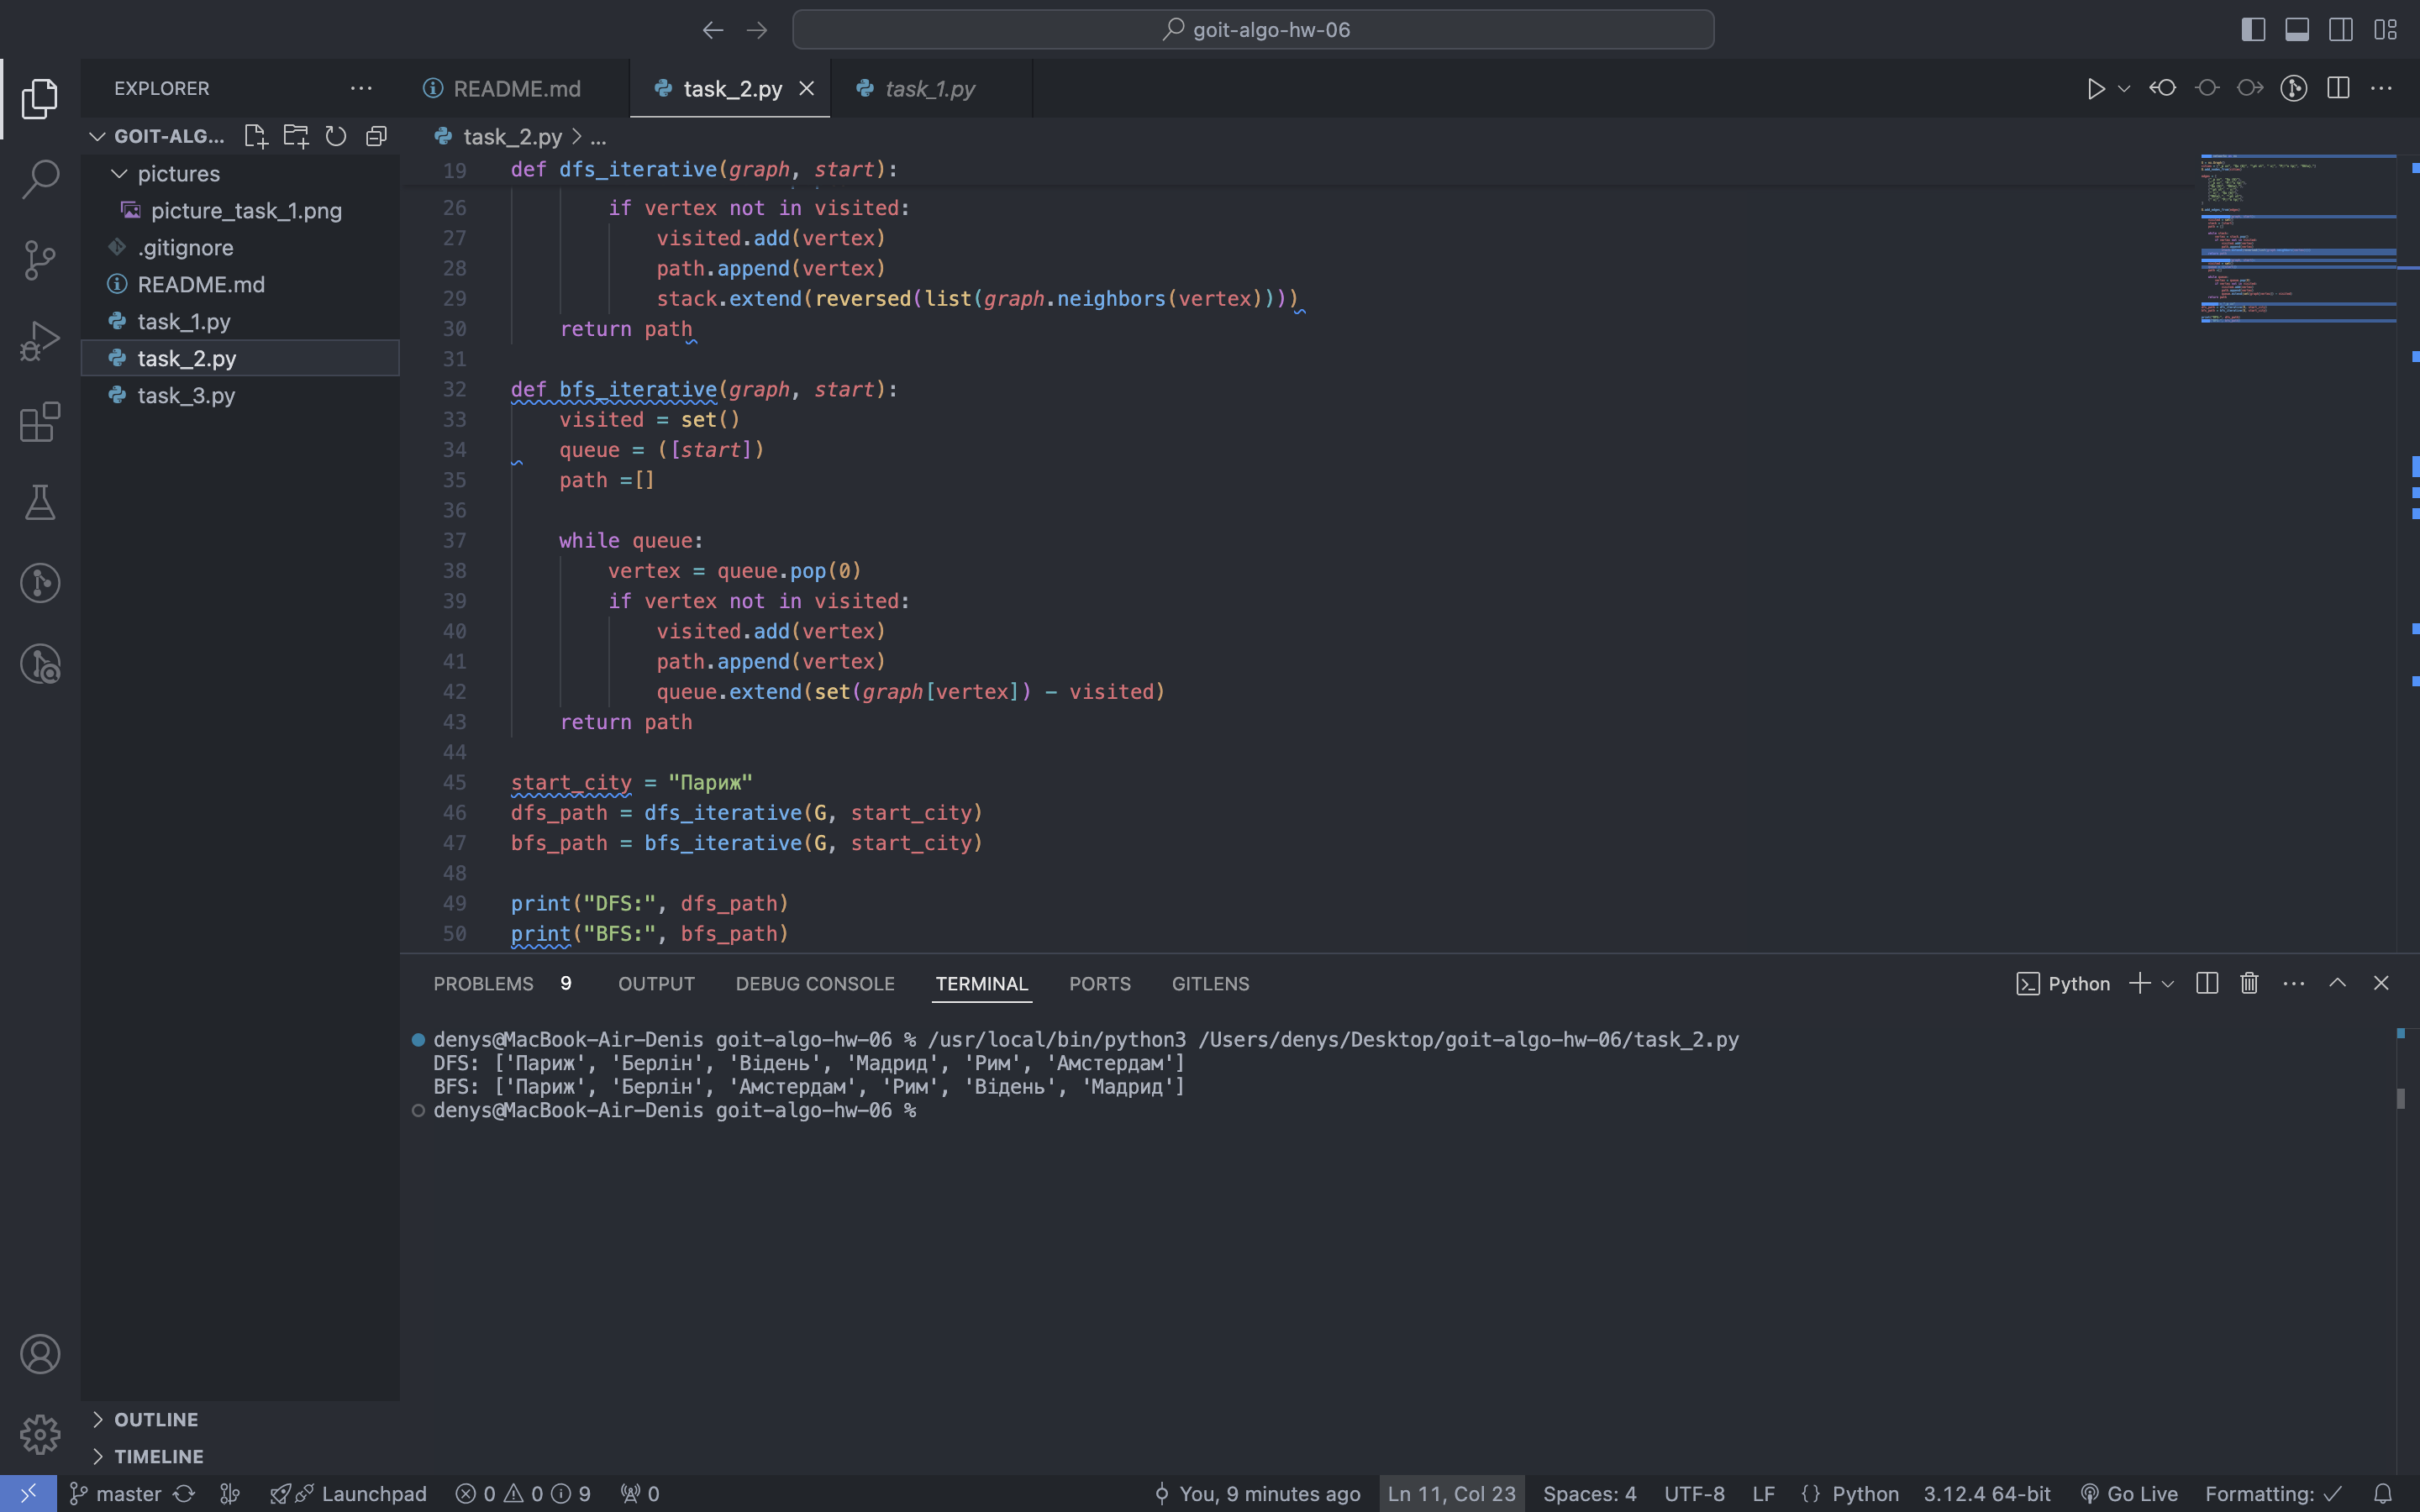 goit-algo-hw-06
EXPLORER
README.md
task_2.py
task_1.py
GOIT-ALG...
task_2.py > ...
pictures
picture_task_1.png
.gitignore
README.md
task_1.py
task_2.py
task_3.py
19 def dfs_iterative(graph, start):
26 if vertex not in visited:
27 visited.add(vertex)
28 path.append(vertex)
29 stack.extend(reversed(list(graph.neighbors(vertex))))
30 return path
31
32 def bfs_iterative(graph, start):
33 visited = set()
34 queue = ([start])
35 path =[]
36
37 while queue:
38 vertex = queue.pop(0)
39 if vertex not in visited:
40 visited.add(vertex)
41 path.append(vertex)
42 queue.extend(set(graph[vertex]) - visited)
43 return path
44
45 start_city = "Париж"
46 dfs_path = dfs_iterative(G, start_city)
47 bfs_path = bfs_iterative(G, start_city)
48
49 print("DFS:", dfs_path)
50 print("BFS:", bfs_path)
PROBLEMS 9 OUTPUT DEBUG CONSOLE TERMINAL PORTS GITLENS Python
denys@MacBook-Air-Denis goit-algo-hw-06 % /usr/local/bin/python3 /Users/denys/Desktop/goit-algo-hw-06/task_2.py
DFS: ['Париж', 'Берлін', 'Відень', 'Мадрид', 'Рим', 'Амстердам']
BFS: ['Париж', 'Берлін', 'Амстердам', 'Рим', 'Відень', 'Мадрид']
denys@MacBook-Air-Denis goit-algo-hw-06 %
OUTLINE
TIMELINE
master Launchpad 0 0 9 0 You, 9 minutes ago Ln 11, Col 23 Spaces: 4 UTF-8 LF {} Python 3.12.4 64-bit Go Live Formatting: ✓